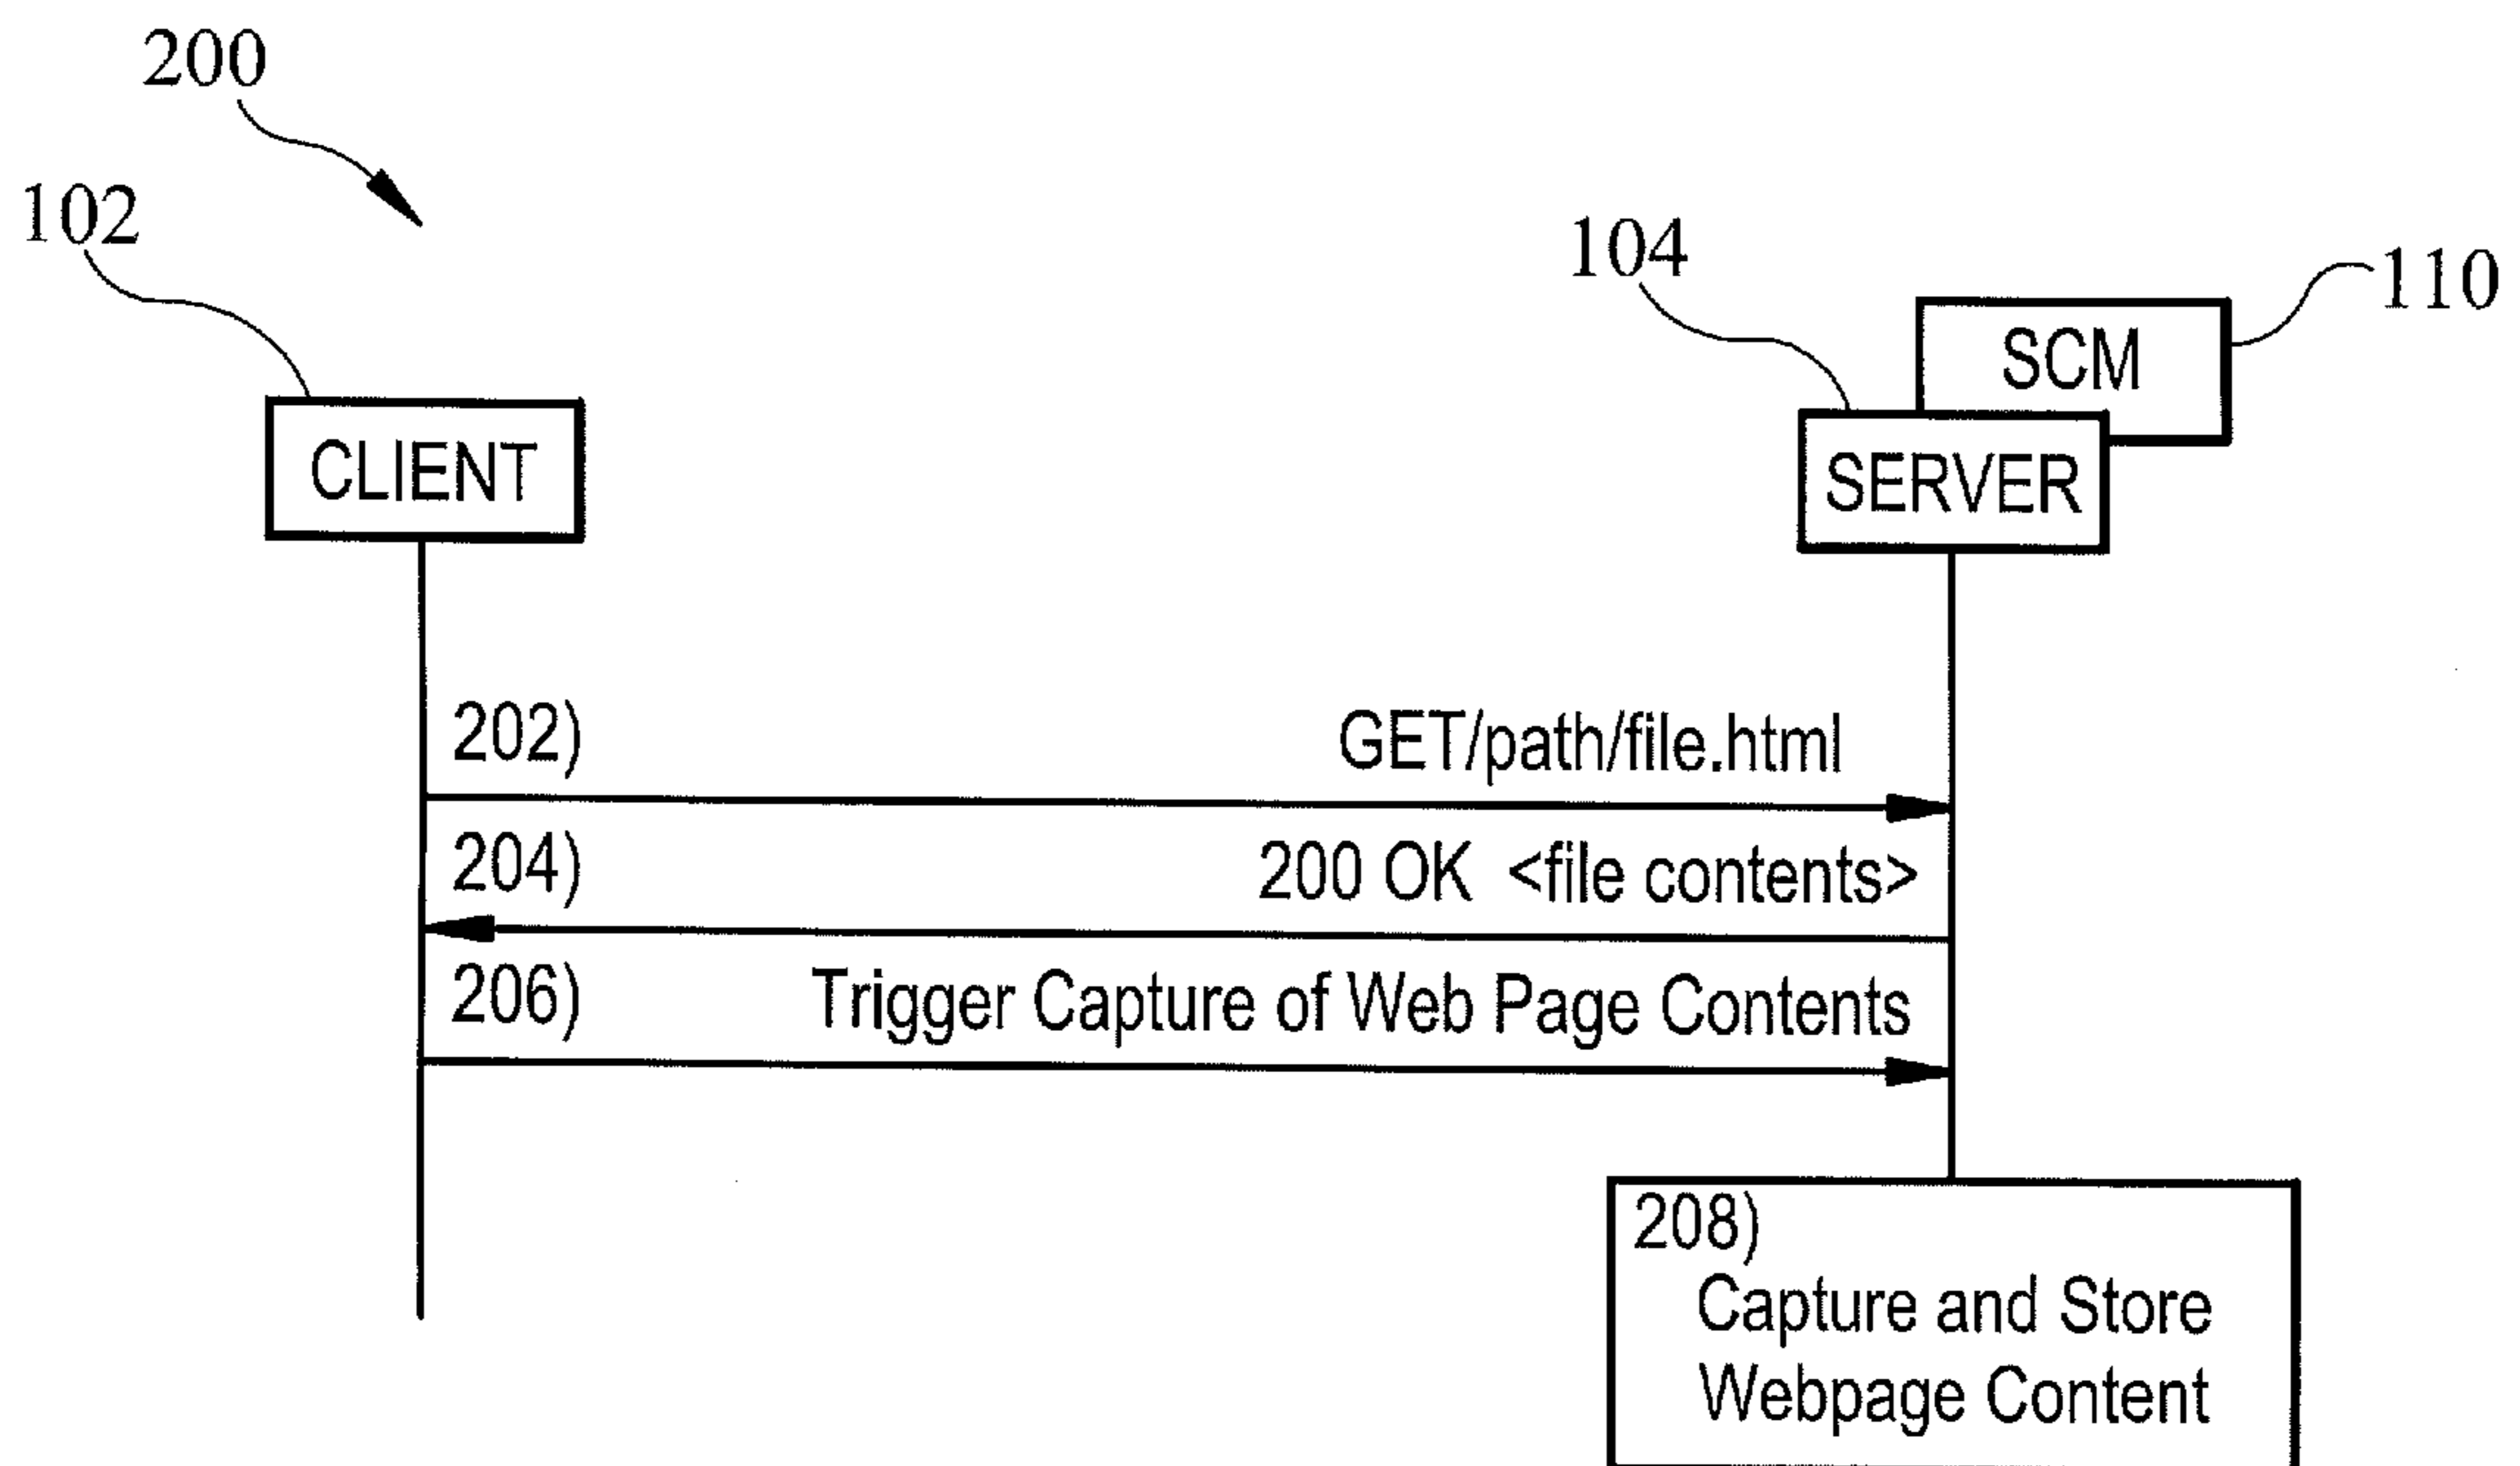 200
102
104
110
SCM
CLIENT
SERVER
202)
GET/path/file.html
204)
200 OK <file contents>
206)
Trigger Capture of Web Page Contents
208)
Capture and Store
Webpage Content